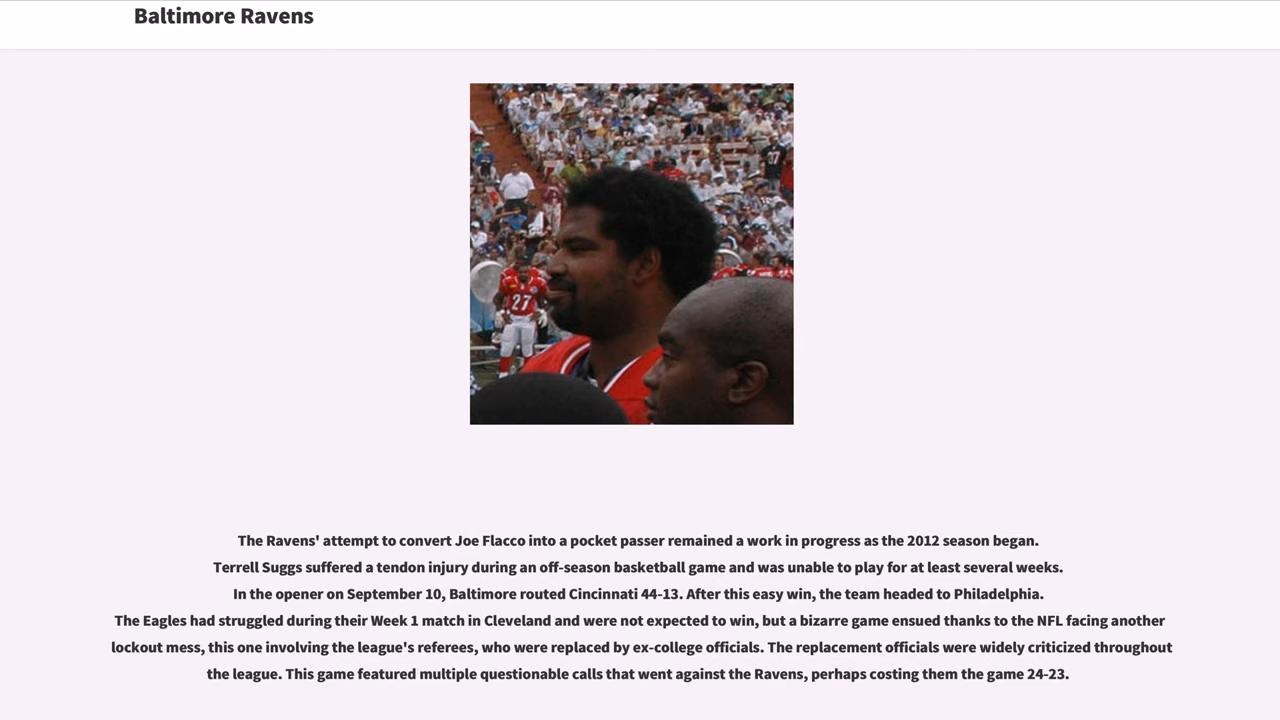 Baltimore Ravens
27
The Ravens' attempt to convert Joe Flacco into a pocket passer remained a work in progress as the 2012 season began.
Terrell Suggs suffered a tendon injury during an off-season basketball game and was unable to play for at least several weeks.
In the opener on September 10, Baltimore routed Cincinnati 44-13. After this easy win, the team headed to Philadelphia.
The Eagles had struggled during their Week 1 match in Cleveland and were not expected to win, but a bizarre game ensued thanks to the NFL facing another
lockout mess, this one involving the league's referees, who were replaced by ex-college officials. The replacement officials were widely criticized throughout
the league. This game featured multiple questionable calls that went against the Ravens, perhaps costing them the game 24-23.